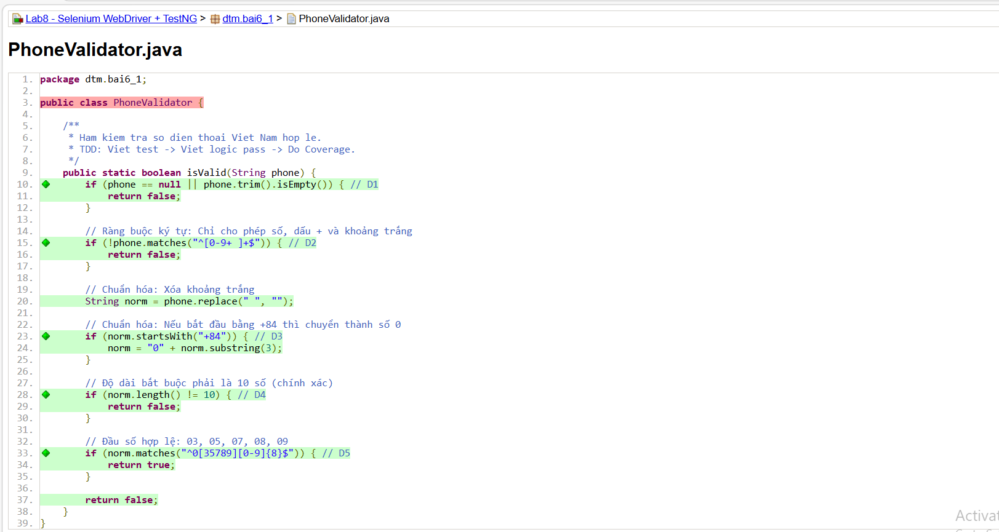 Lab8 - Selenium WebDriver + TestNG > dtm.bai6_1 > PhoneValidator.java
PhoneValidator.java
1. package dtm.bai6_1;
2.
3. public class PhoneValidator {
4.
5.     /**
6.      * Ham kiem tra so dien thoai Viet Nam hop le.
7.      * TDD: Viet test -> Viet logic pass -> Do Coverage.
8.      */
9.     public static boolean isValid(String phone) {
10.         if (phone == null || phone.trim().isEmpty()) { // D1
11.             return false;
12.         }
13.
14.         // Ràng buộc ký tự: Chỉ cho phép số, dấu + và khoảng trắng
15.         if (!phone.matches("^[0-9+ ]+$")) { // D2
16.             return false;
17.         }
18.
19.         // Chuẩn hóa: Xóa khoảng trắng
20.         String norm = phone.replace(" ", "");
21.
22.         // Chuẩn hóa: Nếu bắt đầu bằng +84 thì chuyển thành số 0
23.         if (norm.startsWith("+84")) { // D3
24.             norm = "0" + norm.substring(3);
25.         }
26.
27.         // Độ dài bắt buộc phải là 10 số (chính xác)
28.         if (norm.length() != 10) { // D4
29.             return false;
30.         }
31.
32.         // Đầu số hợp lệ: 03, 05, 07, 08, 09
33.         if (norm.matches("^0[35789][0-9]{8}$")) { // D5
34.             return true;
35.         }
36.
37.         return false;
38.     }
39. }